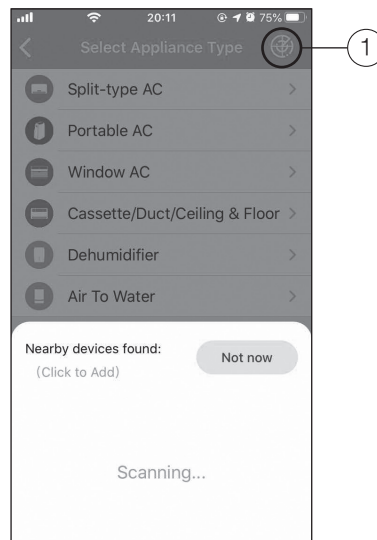 20:11 75%
Select Appliance Type
1
Split-type AC
Portable AC
Window AC
Cassette/Duct/Ceiling & Floor
Dehumidifier
Air To Water
Nearby devices found:
Not now
(Click to Add)
Scanning...